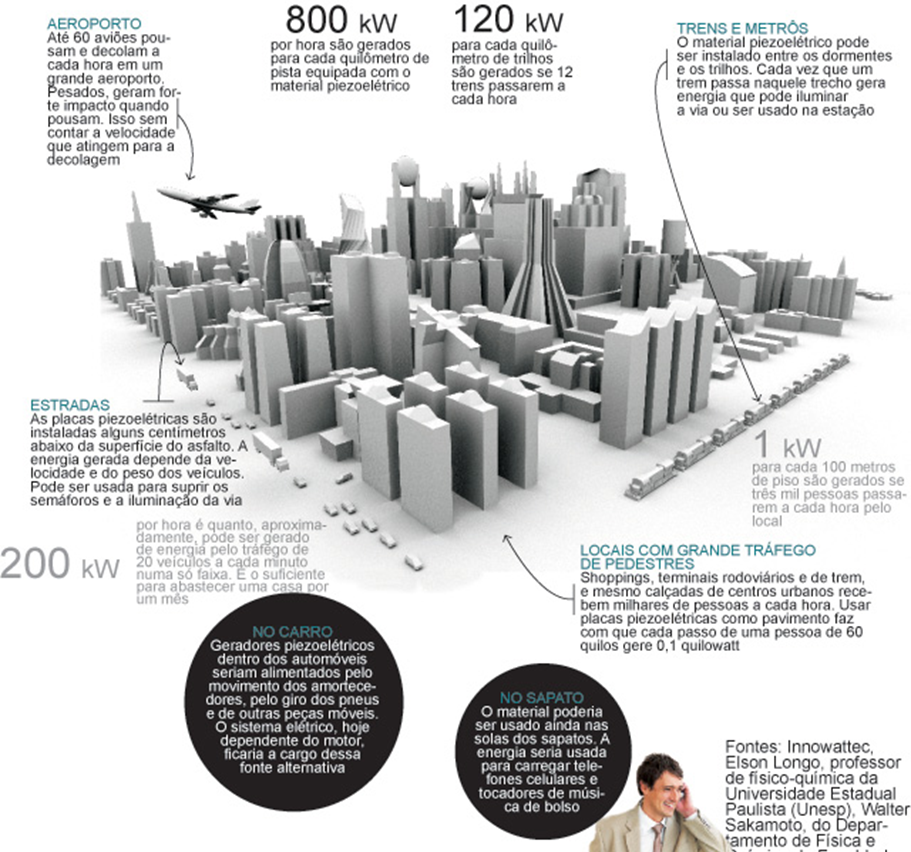 AEROPORTO
Até 60 aviões pou-
sam e decolam a
cada hora em um
grande aeroporto.
Pesados, geram for-
te impacto quando
pousam. Isso sem
contar a velocidade
que atingem para a
decolagem
800 kW
por hora são gerados
para cada quilômetro de
pista equipada com o
material piezoelétrico
120 kW
para cada quilô-
metro de trilhos
são gerados se 12
trens passarem a
cada hora
TRENS E METRÔS
O material piezoelétrico pode
ser instalado entre os dormentes
e os trilhos. Cada vez que um
trem passa naquele trecho gera
energia que pode iluminar
a via ou ser usado na estação
ESTRADAS
As placas piezoelétricas são
instaladas alguns centímetros
abaixo da superfície do asfalto. A
energia gerada depende da ve-
locidade e do peso dos veículos.
Pode ser usada para suprir os
semáforos e a iluminação da via
1 kW
para cada 100 metros
de piso são gerados se
três mil pessoas passa-
rem a cada hora pelo
local
200 kW
por hora é quanto, aproxima-
damente, pode ser gerado
de energia pelo tráfego de
20 veículos a cada minuto
numa só faixa. É o suficiente
para abastecer uma casa por
um mês
LOCAIS COM GRANDE TRÁFEGO
DE PEDESTRES
Shoppings, terminais rodoviários e de trem,
e mesmo calçadas de centros urbanos rece-
bem milhares de pessoas a cada hora. Usar
placas piezoelétricas como pavimento faz
com que cada passo de uma pessoa de 60
quilos gere 0,1 quilowatt
NO CARRO
Geradores piezoelétricos
dentro dos automóveis
seriam alimentados pelo
movimento dos amortece-
dores, pelo giro dos pneus
e de outras peças móveis.
O sistema elétrico, hoje
dependente do motor,
ficaria a cargo dessa
fonte alternativa
NO SAPATO
O material poderia
ser usado ainda nas
solas dos sapatos. A
energia seria usada
para carregar tele-
fones celulares e
tocadores de músi-
ca de bolso
Fontes: Innowattec,
Elson Longo, professor
de físico-química da
Universidade Estadual
Paulista (Unesp), Walter
Sakamoto, do Depar-
tamento de Física e